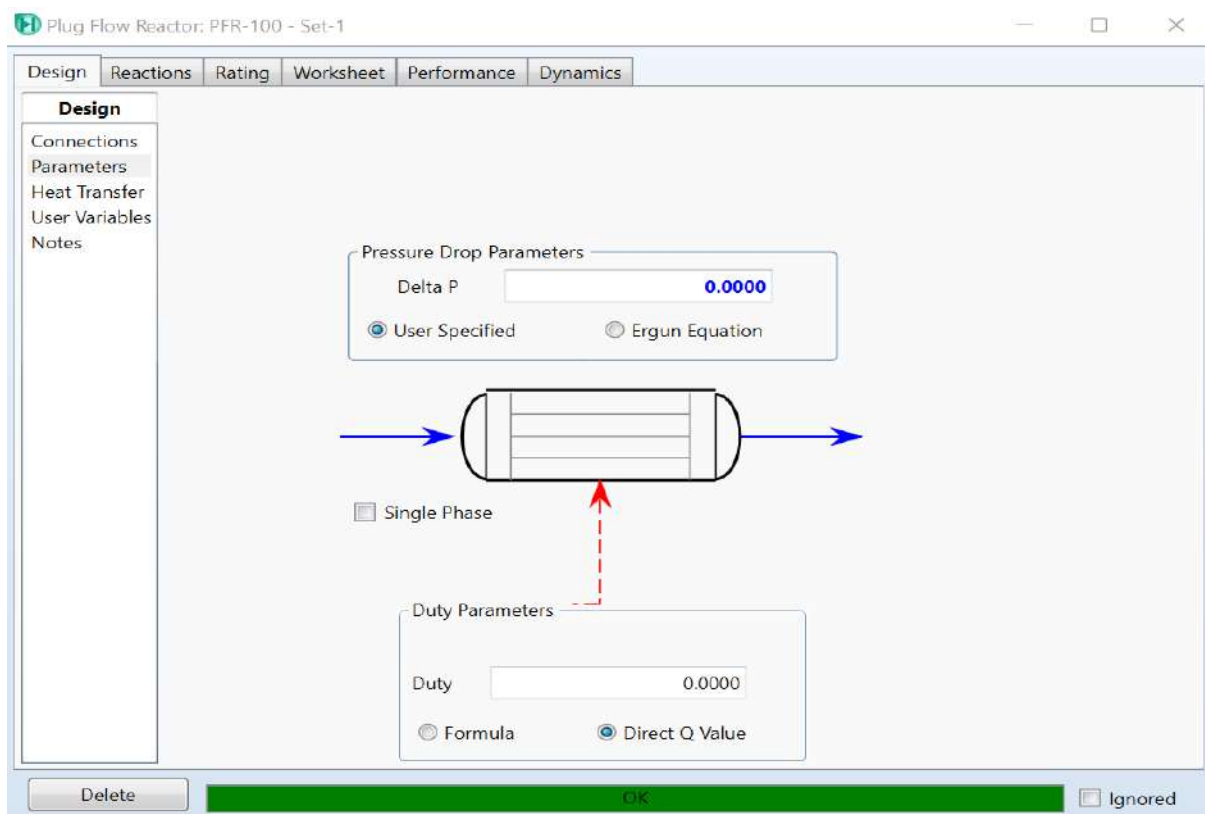 Plug Flow Reactor: PFR-100 - Set-1
Design Reactions Rating Worksheet Performance Dynamics
Design
Connections
Parameters
Heat Transfer
User Variables
Notes
Pressure Drop Parameters
Delta P 0.0000
User Specified Ergun Equation
Single Phase
Duty Parameters
Duty 0.0000
Formula Direct Q Value
Delete OK Ignored